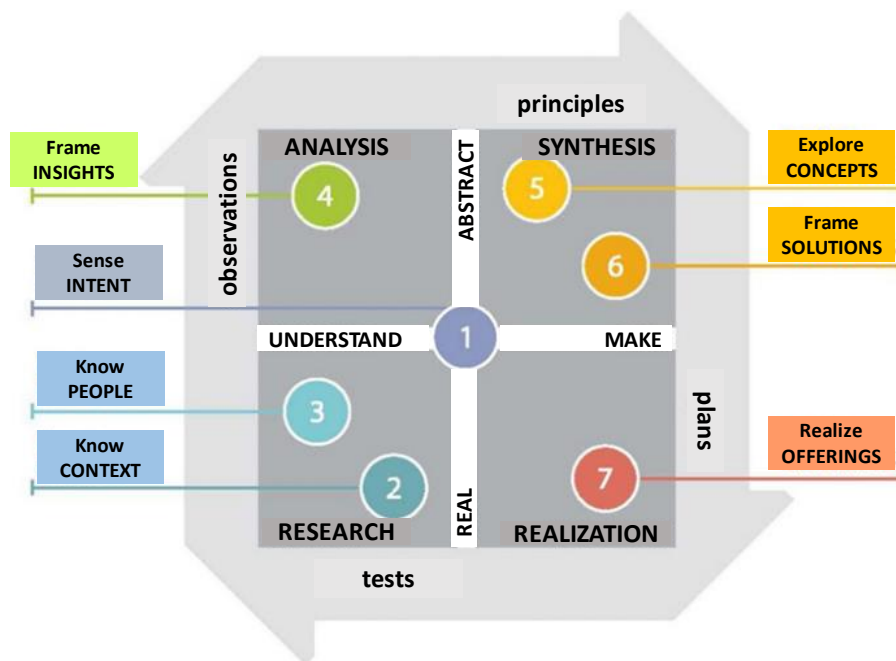 principles
ANALYSIS
SYNTHESIS
Frame
INSIGHTS
Explore
CONCEPTS
4
5
ABSTRACT
observations
Frame
SOLUTIONS
6
Sense
INTENT
UNDERSTAND
1
MAKE
Know
PEOPLE
3
plans
Know
CONTEXT
2
REAL
7
Realize
OFFERINGS
RESEARCH
REALIZATION
tests